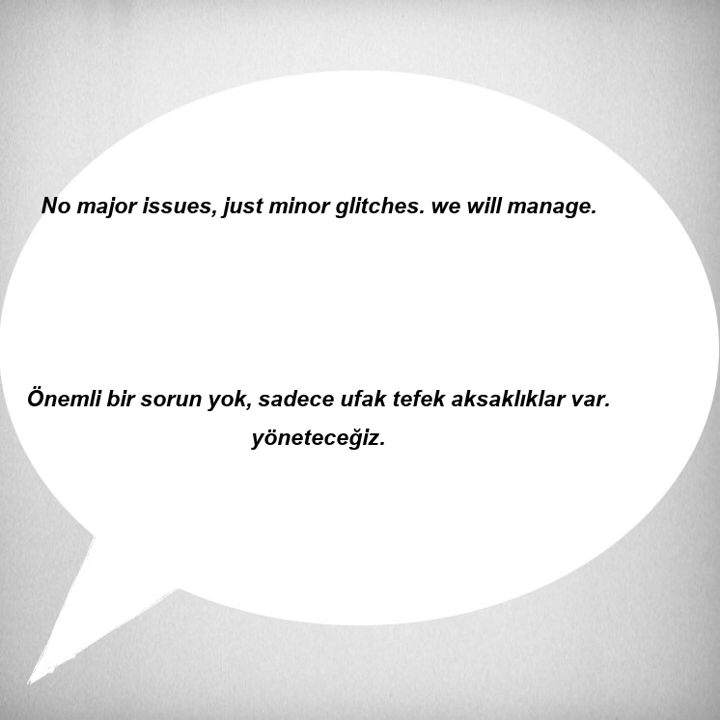 No major issues, just minor glitches. we will manage.
Önemli bir sorun yok, sadece ufak tefek aksaklıklar var.
yöneteceğiz.